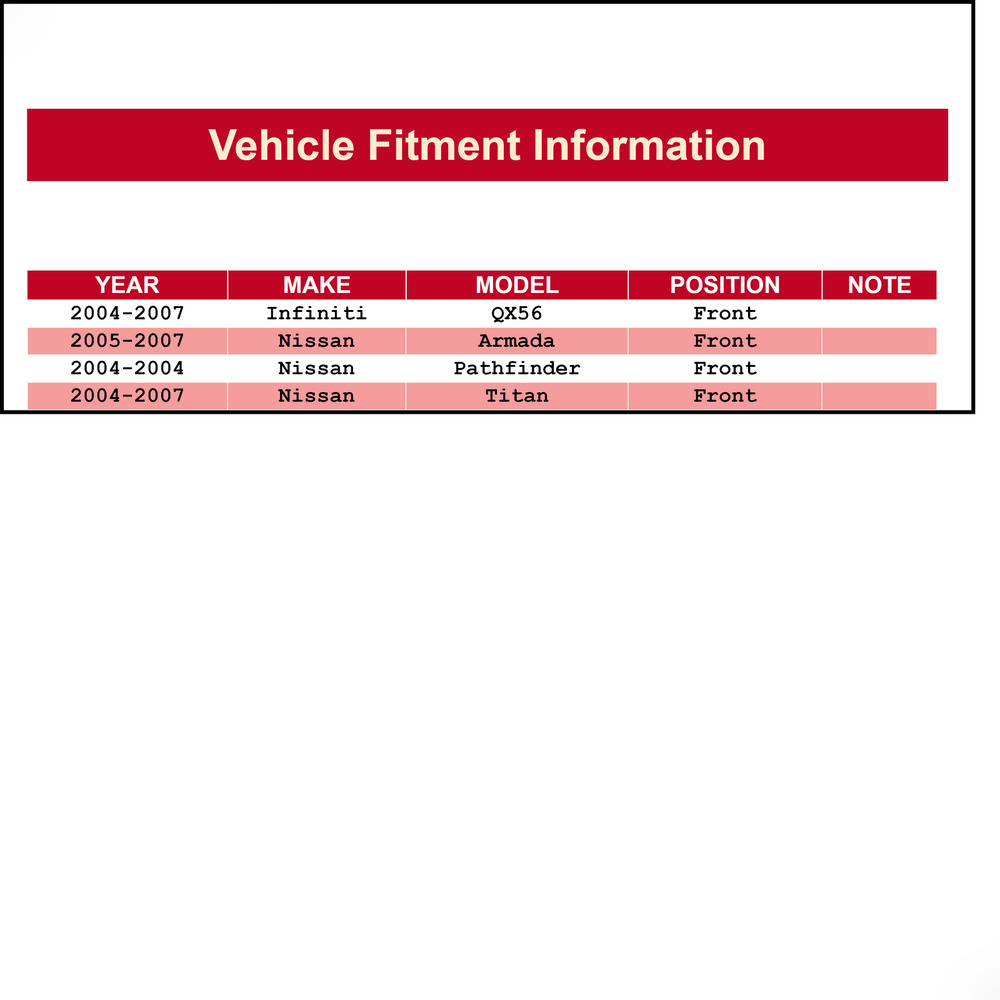 Vehicle Fitment Information
YEAR MAKE MODEL POSITION NOTE
2004-2007 Infiniti QX56 Front
2005-2007 Nissan Armada Front
2004-2004 Nissan Pathfinder Front
2004-2007 Nissan Titan Front